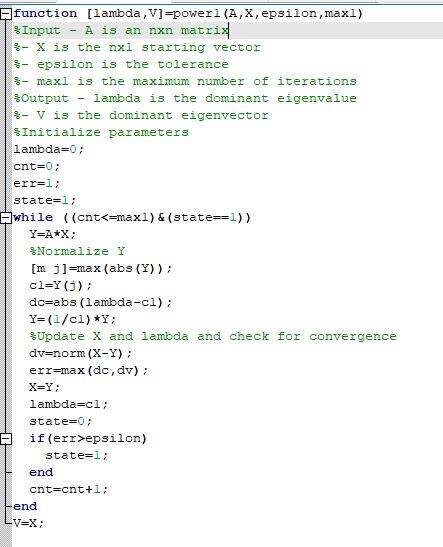 function [lambda,V]=power1(A,X,epsilon,max1)
%Input - A is an nxn matrix
%- X is the nx1 starting vector
%- epsilon is the tolerance
%- max1 is the maximum number of iterations
%Output - lambda is the dominant eigenvalue
%- V is the dominant eigenvector
%Initialize parameters
lambda=0;
cnt=0;
err=1;
state=1;
while ((cnt<=max1)&(state==1))
Y=A*X;
%Normalize Y
[m j]=max(abs(Y));
c1=Y(j);
dc=abs(lambda-c1);
Y=(1/c1)*Y;
%Update X and lambda and check for convergence
dv=norm(X-Y);
err=max(dc,dv);
X=Y;
lambda=c1;
state=0;
if(err>epsilon)
state=1;
end
cnt=cnt+1;
end
V=X;